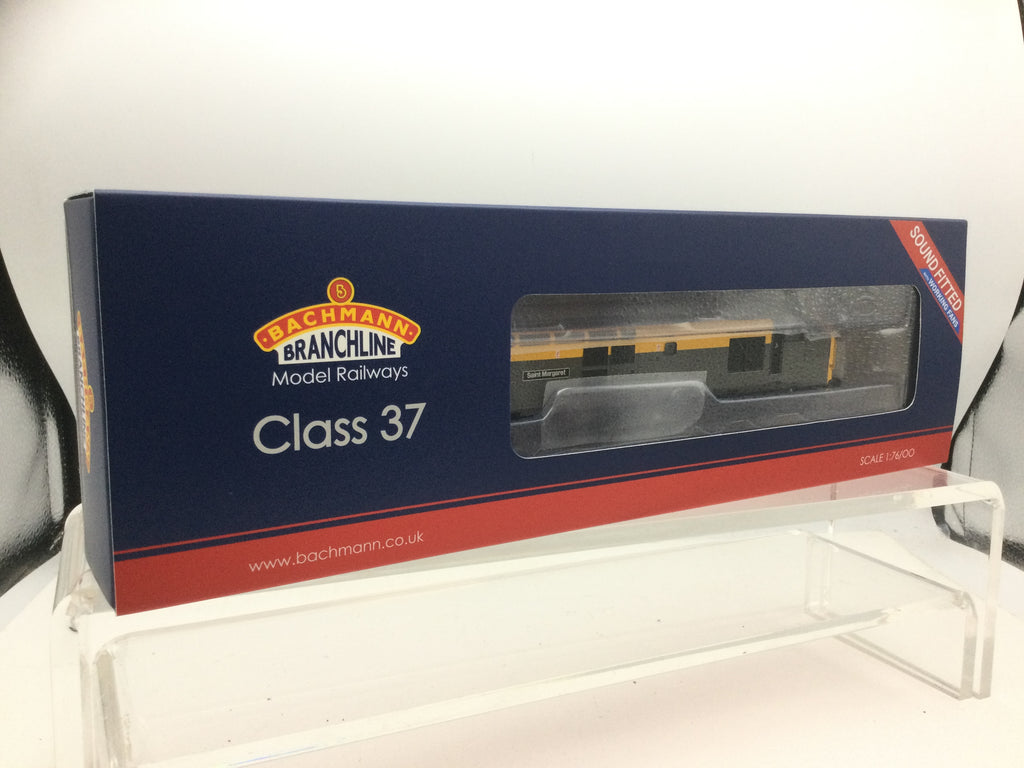 BACHMANN
BRANCHLINE
Model Railways
Class 37
www.bachmann.co.uk
Saint Margaret
SOUND FITTED
WORKING FANS
SCALE 1:76/OO